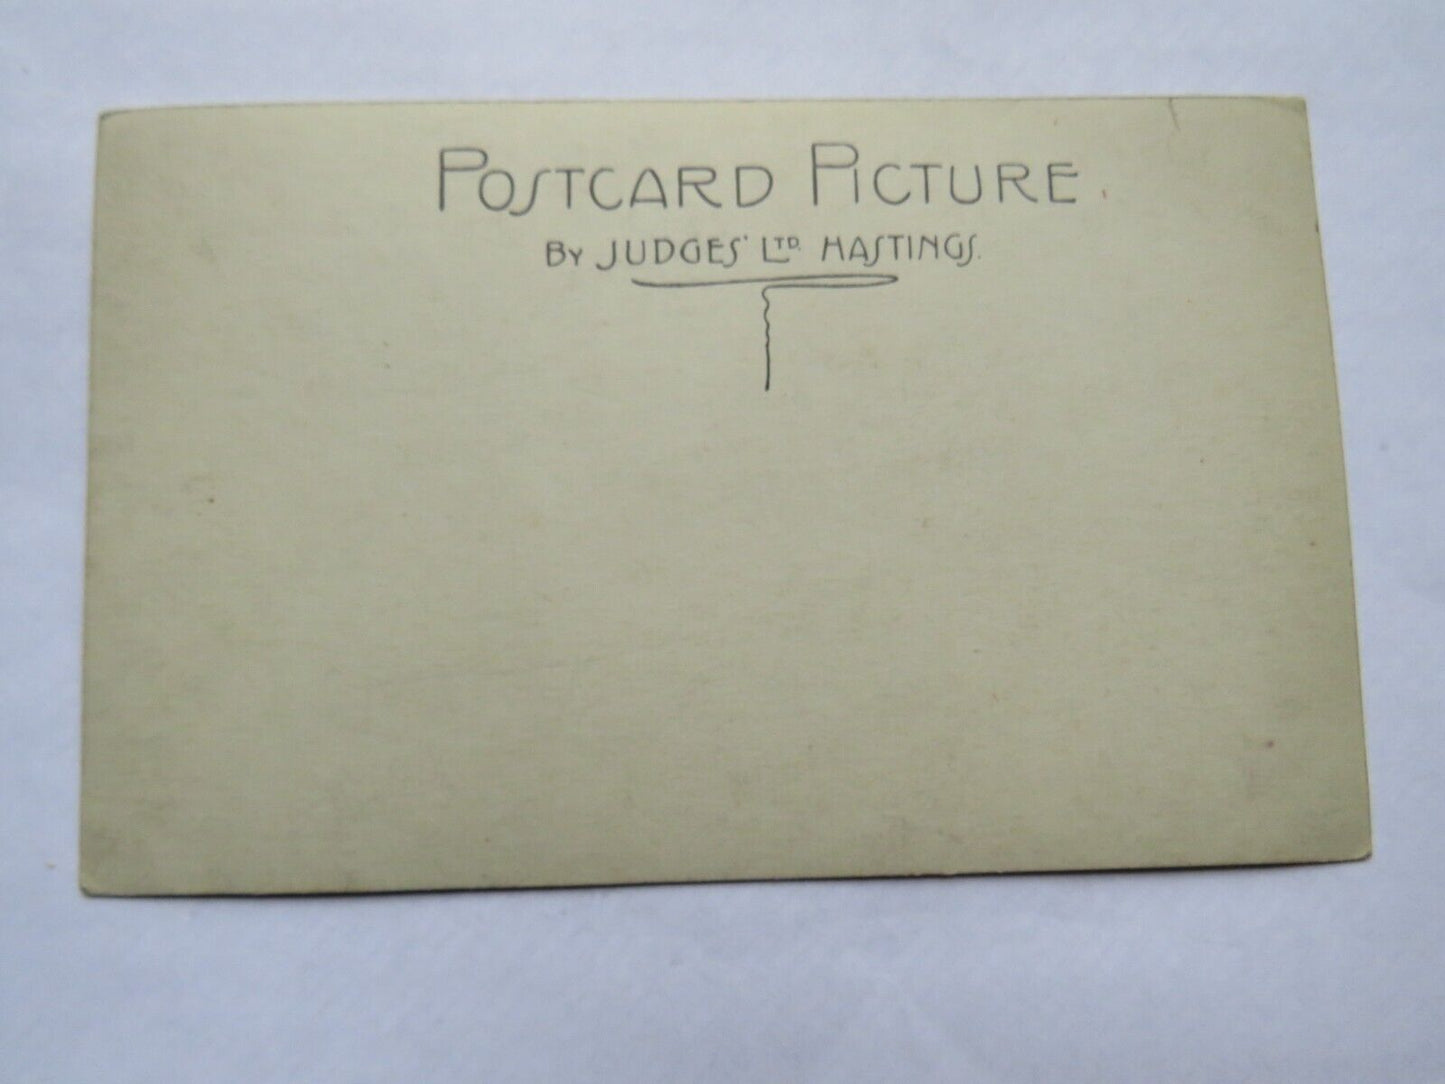 POSTCARD PICTURE
BY JUDGES' LTD. HASTINGS.